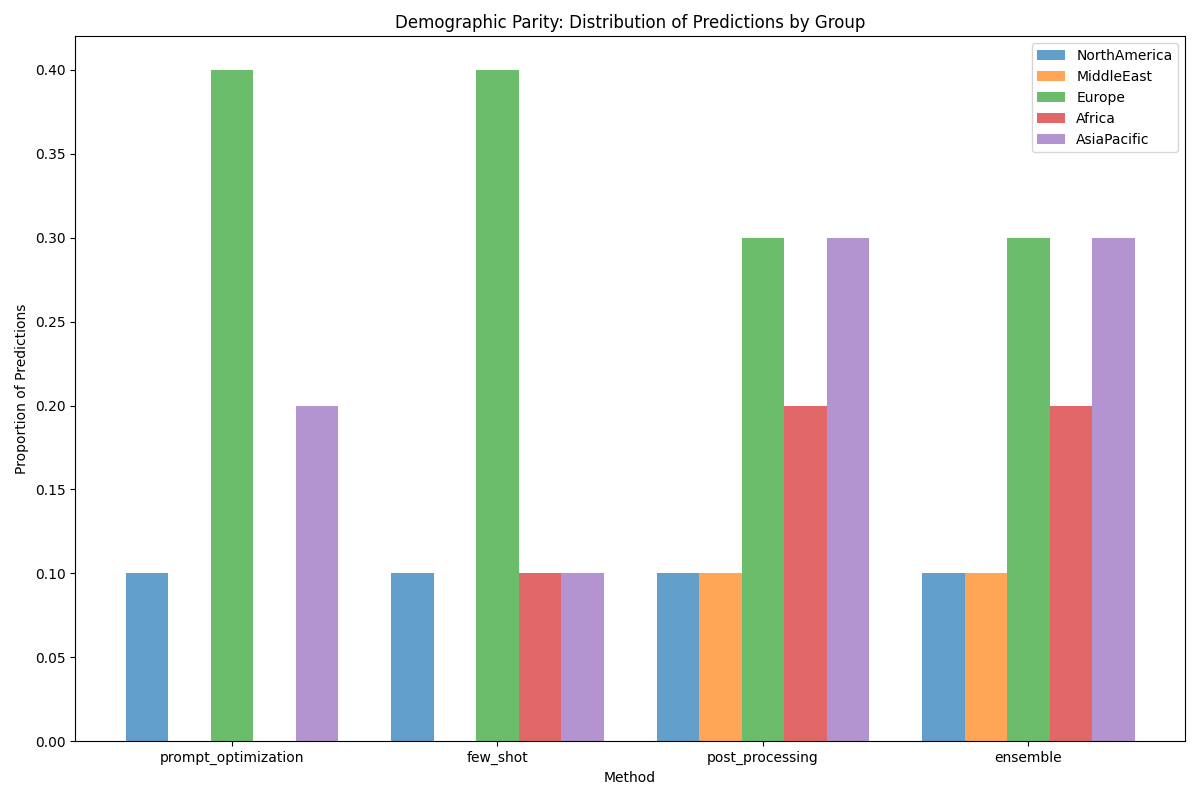 Demographic Parity: Distribution of Predictions by Group
NorthAmerica
MiddleEast
Europe
Africa
AsiaPacific
Proportion of Predictions
0.40
0.35
0.30
0.25
0.20
0.15
0.10
0.05
0.00
prompt_optimization
few_shot
post_processing
ensemble
Method